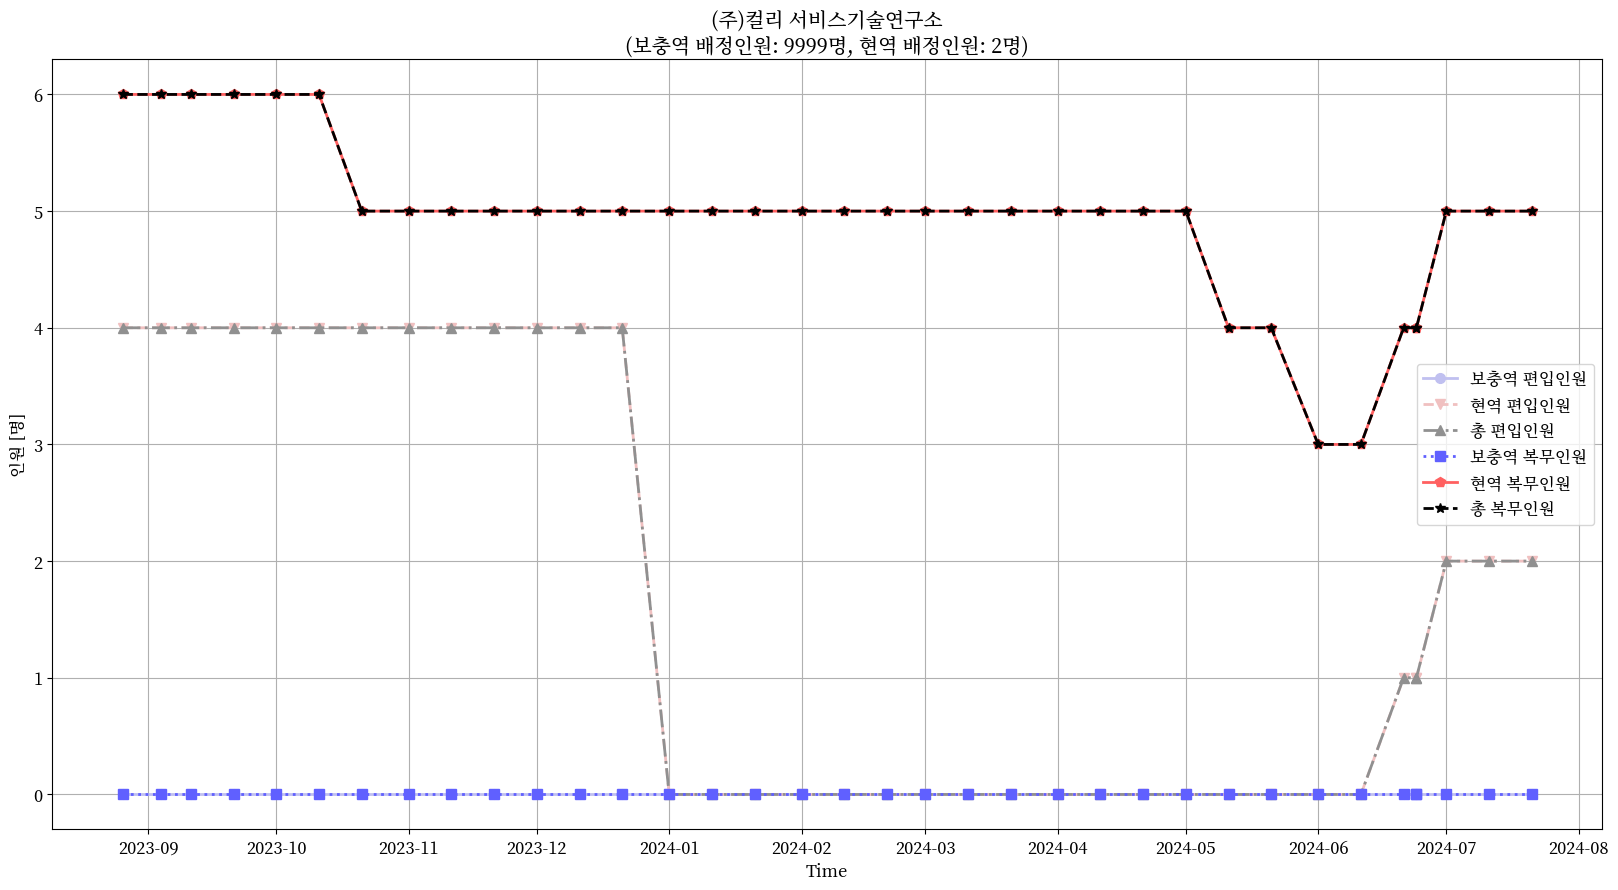 (주)컬리 서비스기술연구소
(보충역 배정인원: 9999명, 현역 배정인원: 2명)
인원 [명]
6
5
4
3
2
1
0
보충역 편입인원
현역 편입인원
총 편입인원
보충역 복무인원
현역 복무인원
총 복무인원
2023-09 2023-10 2023-11 2023-12 2024-01 2024-02 2024-03 2024-04 2024-05 2024-06 2024-07 2024-08
Time